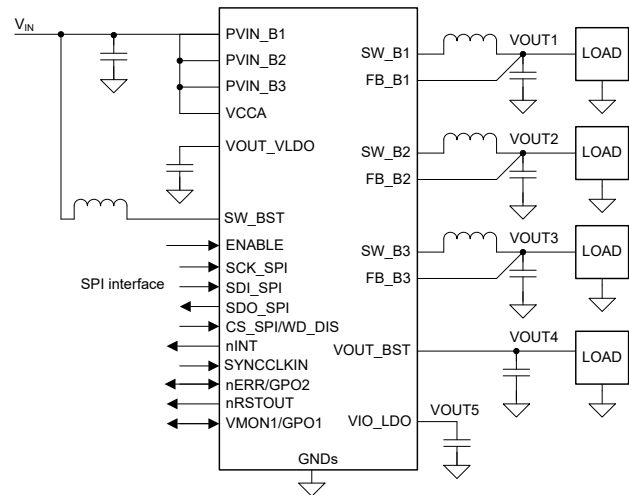 VIN
PVIN_B1
PVIN_B2
PVIN_B3
VCCA
VOUT_VLDO
SW_BST
ENABLE
SPI interface
SCK_SPI
SDI_SPI
SDO_SPI
CS_SPI/WD_DIS
nINT
SYNCCLKIN
nERR/GPO2
nRSTOUT
VMON1/GPO1
GNDs
SW_B1
VOUT1
LOAD
FB_B1
SW_B2
VOUT2
LOAD
FB_B2
SW_B3
VOUT3
LOAD
FB_B3
VOUT_BST
VOUT4
LOAD
VIO_LDO
VOUT5